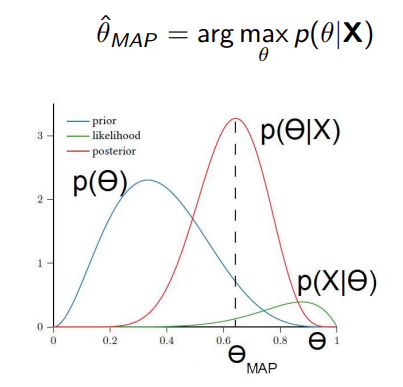 θ̂_MAP = arg max_θ p(θ|X)
prior
likelihood
posterior
p(Θ|X)
p(Θ)
p(X|Θ)
3
2
1
0
0 0.2 0.4 0.6 0.8 1
Θ_MAP
Θ